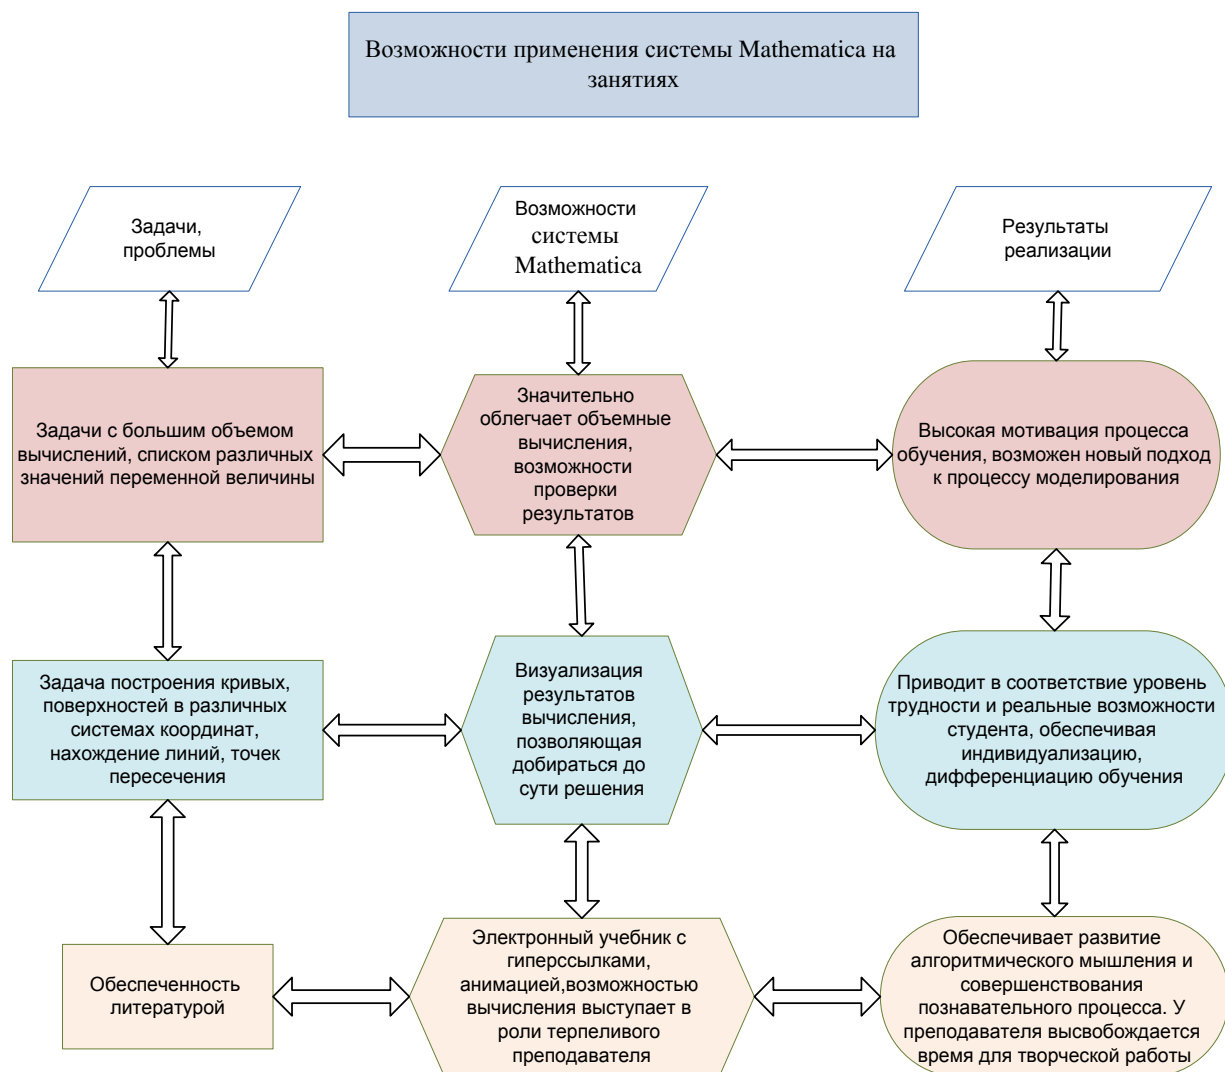 Возможности применения системы Mathematica на
занятиях
Задачи,
проблемы
Возможности
системы
Mathematica
Результаты
реализации
Задачи с большим объемом
вычислений, списком различных
значений переменной величины
Значительно
облегчает объемные
вычисления,
возможности
проверки
результатов
Высокая мотивация процесса
обучения, возможен новый подход
к процессу моделирования
Задача построения кривых,
поверхностей в различных
системах координат,
нахождение линий, точек
пересечения
Визуализация
результатов
вычисления,
позволяющая
добираться до
сути решения
Приводит в соответствие уровень
трудности и реальные возможности
студента, обеспечивая
индивидуализацию,
дифференциацию обучения
Обеспеченность
литературой
Электронный учебник с
гиперссылками,
анимацией,возможностью
вычисления выступает в
роли терпеливого
преподавателя
Обеспечивает развитие
алгоритмического мышления и
совершенствования
познавательного процесса. У
преподавателя высвобождается
время для творческой работы